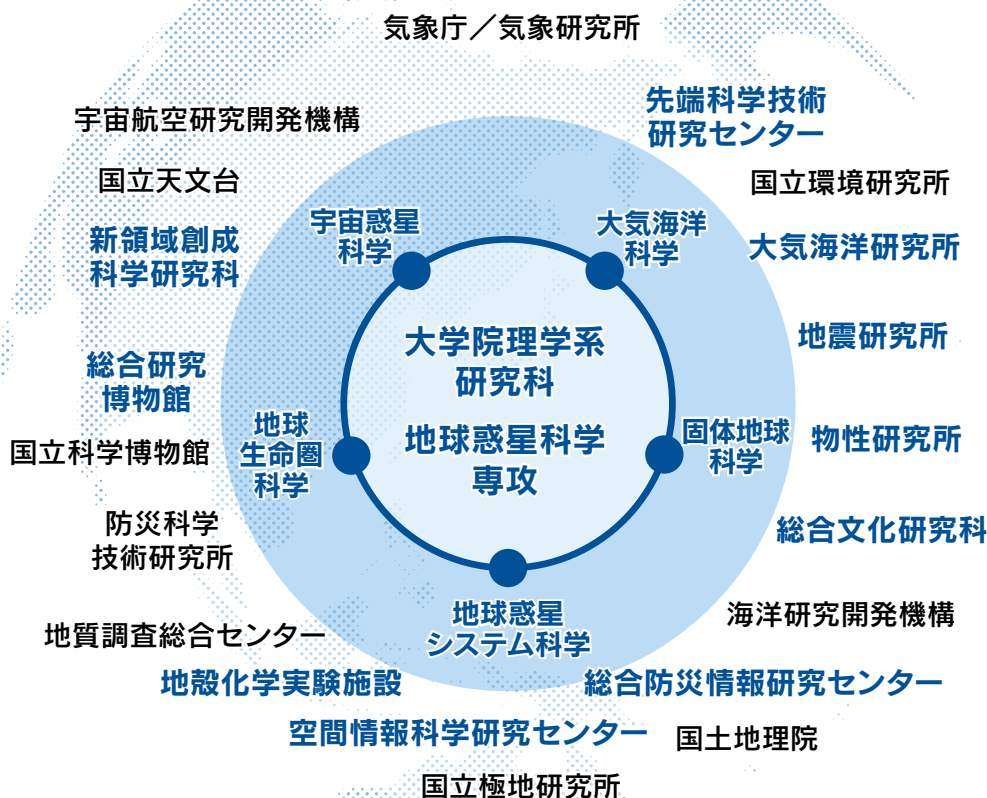 気象庁／気象研究所
先端科学技術
研究センター
宇宙航空研究開発機構
国立天文台
国立環境研究所
新領域創成
科学研究科
宇宙惑星
科学
大気海洋
科学
大気海洋研究所
大学院理学系
研究科
地球惑星科学
専攻
地震研究所
総合研究
博物館
国立科学博物館
地球
生命圏
科学
固体地球
科学
物性研究所
防災科学
技術研究所
総合文化研究科
地球惑星
システム科学
海洋研究開発機構
地質調査総合センター
地殻化学実験施設
総合防災情報研究センター
空間情報科学研究センター
国土地理院
国立極地研究所